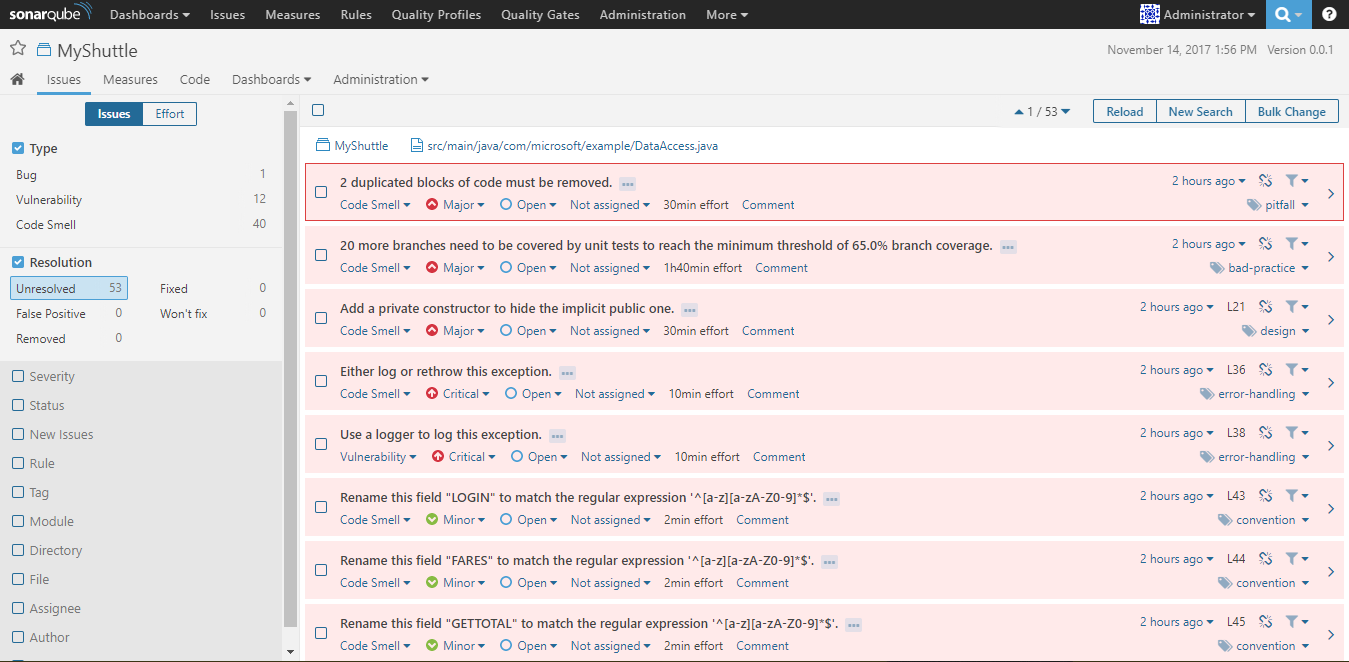 sonarqube Dashboards Issues Measures Rules Quality Profiles Quality Gates Administration More Administrator ?
MyShuttle November 14, 2017 1:56 PM Version 0.0.1
Issues Measures Code Dashboards Administration
Issues Effort
Type
Bug 1
Vulnerability 12
Code Smell 40
Resolution
Unresolved 53 Fixed 0
False Positive 0 Won't fix 0
Removed 0
Severity
Status
New Issues
Rule
Tag
Module
Directory
File
Assignee
Author
1 / 53 Reload New Search Bulk Change
MyShuttle src/main/java/com/microsoft/example/DataAccess.java
2 duplicated blocks of code must be removed. 2 hours ago
Code Smell Major Open Not assigned 30min effort Comment pitfall
20 more branches need to be covered by unit tests to reach the minimum threshold of 65.0% branch coverage. 2 hours ago
Code Smell Major Open Not assigned 1h40min effort Comment bad-practice
Add a private constructor to hide the implicit public one. 2 hours ago L21
Code Smell Major Open Not assigned 30min effort Comment design
Either log or rethrow this exception. 2 hours ago L36
Code Smell Critical Open Not assigned 10min effort Comment error-handling
Use a logger to log this exception. 2 hours ago L38
Vulnerability Critical Open Not assigned 10min effort Comment error-handling
Rename this field "LOGIN" to match the regular expression '^[a-z][a-zA-Z0-9]*$'. 2 hours ago L43
Code Smell Minor Open Not assigned 2min effort Comment convention
Rename this field "FARES" to match the regular expression '^[a-z][a-zA-Z0-9]*$'. 2 hours ago L44
Code Smell Minor Open Not assigned 2min effort Comment convention
Rename this field "GETTOTAL" to match the regular expression '^[a-z][a-zA-Z0-9]*$'. 2 hours ago L45
Code Smell Minor Open Not assigned 2min effort Comment convention